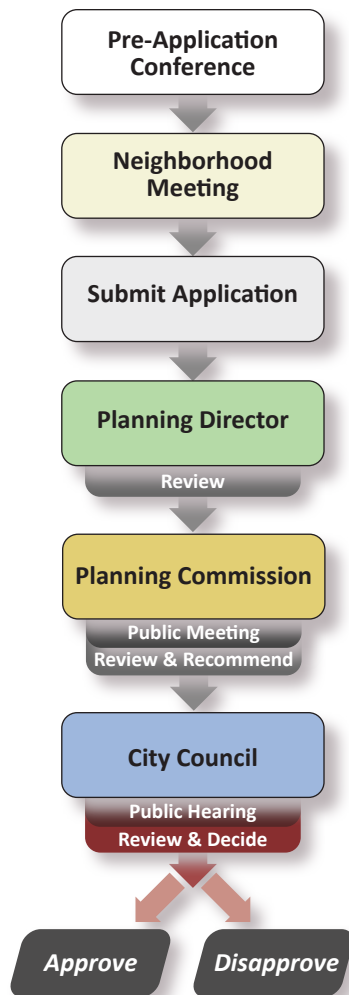 Pre-Application
Conference
Neighborhood
Meeting
Submit Application
Planning Director
Review
Planning Commission
Public Meeting
Review & Recommend
City Council
Public Hearing
Review & Decide
Approve
Disapprove